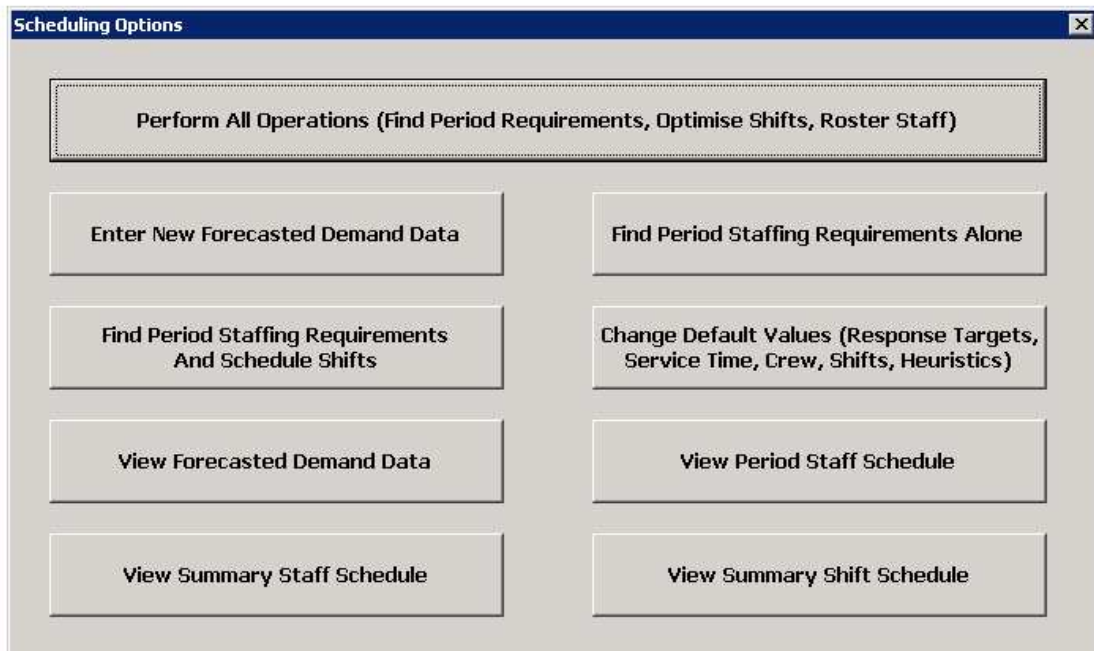 Scheduling Options
Perform All Operations (Find Period Requirements, Optimise Shifts, Roster Staff)
Enter New Forecasted Demand Data
Find Period Staffing Requirements Alone
Find Period Staffing Requirements
And Schedule Shifts
Change Default Values (Response Targets,
Service Time, Crew, Shifts, Heuristics)
View Forecasted Demand Data
View Period Staff Schedule
View Summary Staff Schedule
View Summary Shift Schedule